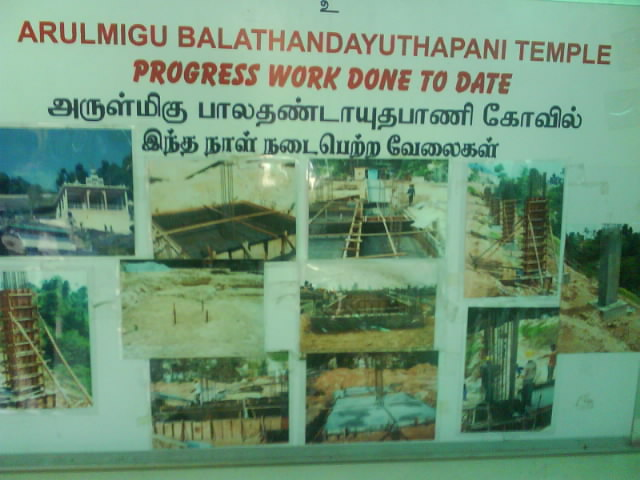 உ
ARULMIGU BALATHANDAYUTHAPANI TEMPLE
PROGRESS WORK DONE TO DATE
அருள்மிகு பாலதண்டாயுதபாணி கோவில்
இந்த நாள் நடைபெற்ற வேலைகள்